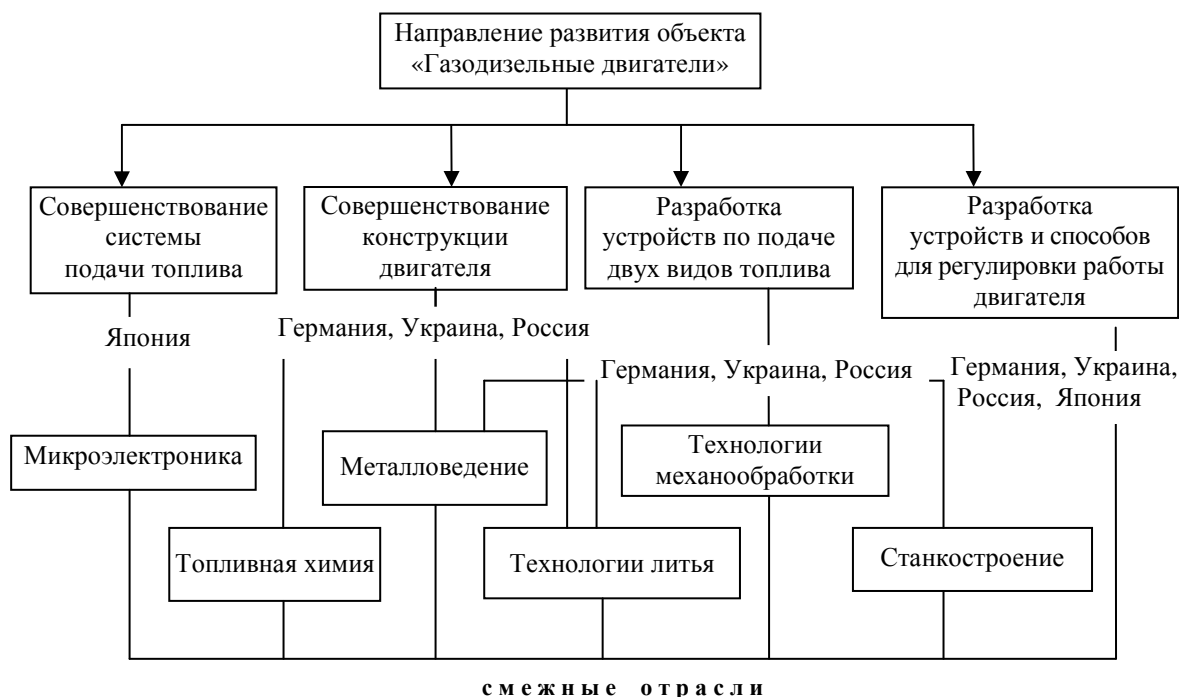 Направление развития объекта
«Газодизельные двигатели»
Совершенствование
системы
подачи топлива
Совершенствование
конструкции
двигателя
Разработка
устройств по подаче
двух видов топлива
Разработка
устройств и способов
для регулировки работы
двигателя
Япония
Германия, Украина, Россия
Германия, Украина, Россия
Германия, Украина,
Россия, Япония
Микроэлектроника
Металловедение
Технологии
механообработки
Топливная химия
Технологии литья
Станкостроение
смежные отрасли